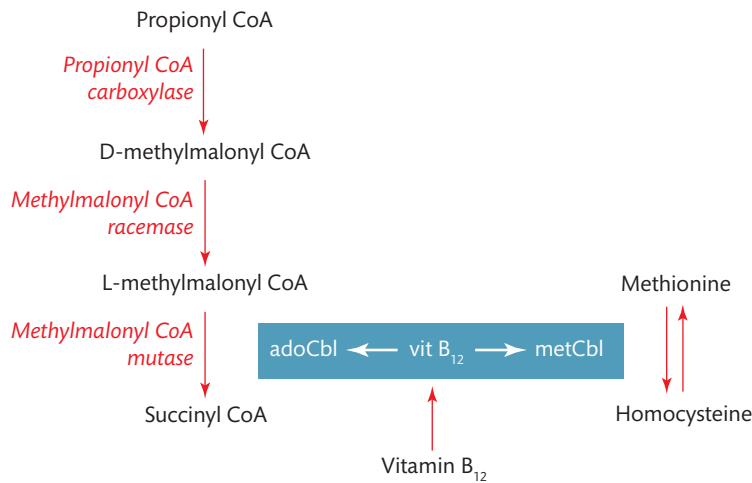 Propionyl CoA
Propionyl CoA
carboxylase
D-methylmalonyl CoA
Methylmalonyl CoA
racemase
L-methylmalonyl CoA
Methionine
Methylmalonyl CoA
mutase
adoCbl
vit B₁₂
metCbl
Succinyl CoA
Homocysteine
Vitamin B₁₂